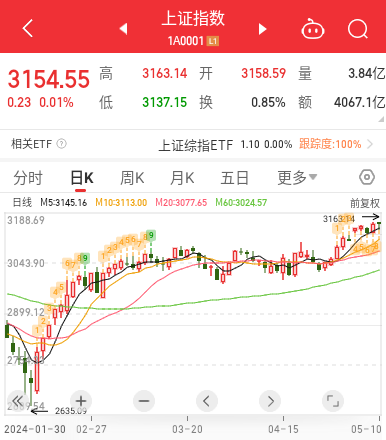 上证指数
1A0001 L1
3154.55 高 3163.14 开 3158.59 量 3.84亿
0.23 0.01% 低 3137.15 换 0.85% 额 4067.1亿
相关ETF ? 上证综指ETF 1.10 0.00% 跟踪度:100%
分时 日K 周K 月K 五日 更多
日线 M5:3145.16 M10:3113.00 M20:3077.65 M60:3024.57 前复权
3188.69
3163.14
3043.90
2899.12
2635.09
2024-01-30 02-27 03-20 04-15 05-10